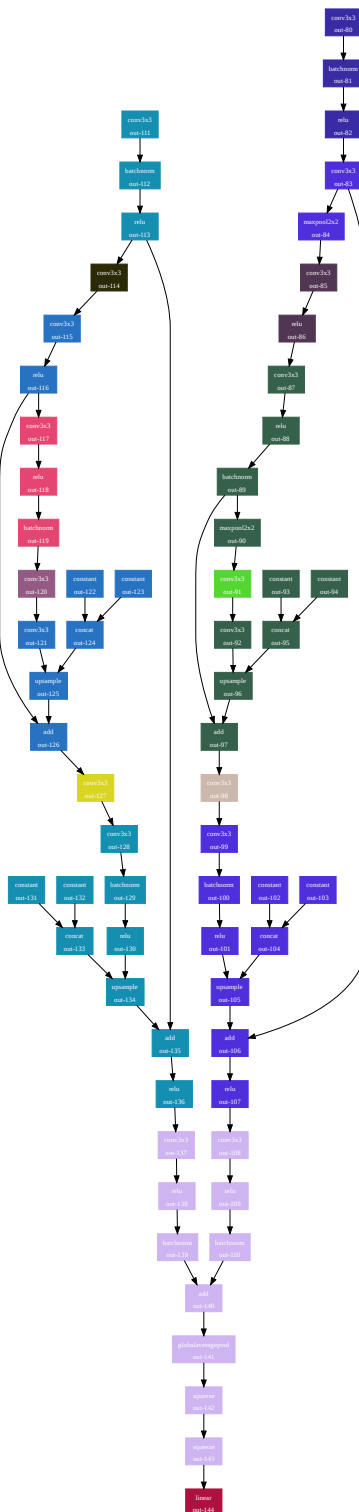 conv3x3
out-80
batchnorm
out-81
relu
out-82
conv3x3
out-83
conv3x3
out-111
batchnorm
out-112
relu
out-113
maxpool2x2
out-84
conv3x3
out-114
conv3x3
out-85
conv3x3
out-115
relu
out-86
relu
out-116
conv3x3
out-87
conv3x3
out-117
relu
out-88
relu
out-118
batchnorm
out-89
batchnorm
out-119
maxpool2x2
out-90
conv3x3
out-120
constant
out-122
constant
out-123
conv3x3
out-91
constant
out-93
constant
out-94
conv3x3
out-121
concat
out-124
conv3x3
out-92
concat
out-95
upsample
out-125
upsample
out-96
add
out-126
add
out-97
conv3x3
out-127
conv3x3
out-98
conv3x3
out-128
conv3x3
out-99
constant
out-131
constant
out-132
batchnorm
out-129
batchnorm
out-100
constant
out-102
constant
out-103
concat
out-133
relu
out-130
relu
out-101
concat
out-104
upsample
out-134
upsample
out-105
add
out-135
add
out-106
relu
out-136
relu
out-107
conv3x3
out-137
conv3x3
out-108
relu
out-138
relu
out-109
batchnorm
out-139
batchnorm
out-110
add
out-140
globalaveragepool
out-141
squeeze
out-142
squeeze
out-143
linear
out-144